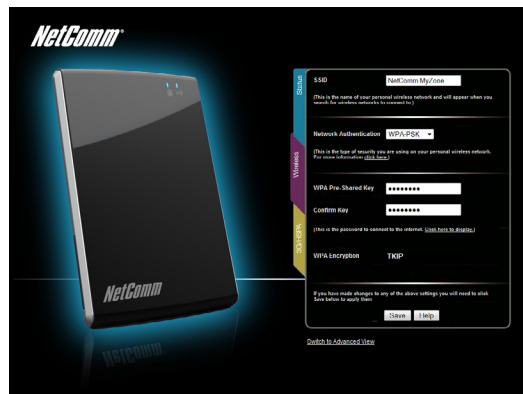 NetComm®
Status
Wireless
3G/HSPA
SSID
NetComm MyZone
(This is the name of your personal wireless network and will appear when you
search for wireless networks to connect to.)
Network Authentication
WPA-PSK
(This is the type of security you are using on your personal wireless network.
For more information click here.)
WPA Pre-Shared Key
••••••••
Confirm Key
••••••••
(This is the password to connect to the internet. Click here to display.)
WPA Encryption
TKIP
If you have made changes to any of the above settings you will need to click
Save below to apply them
Save
Help
Switch to Advanced View
NetComm